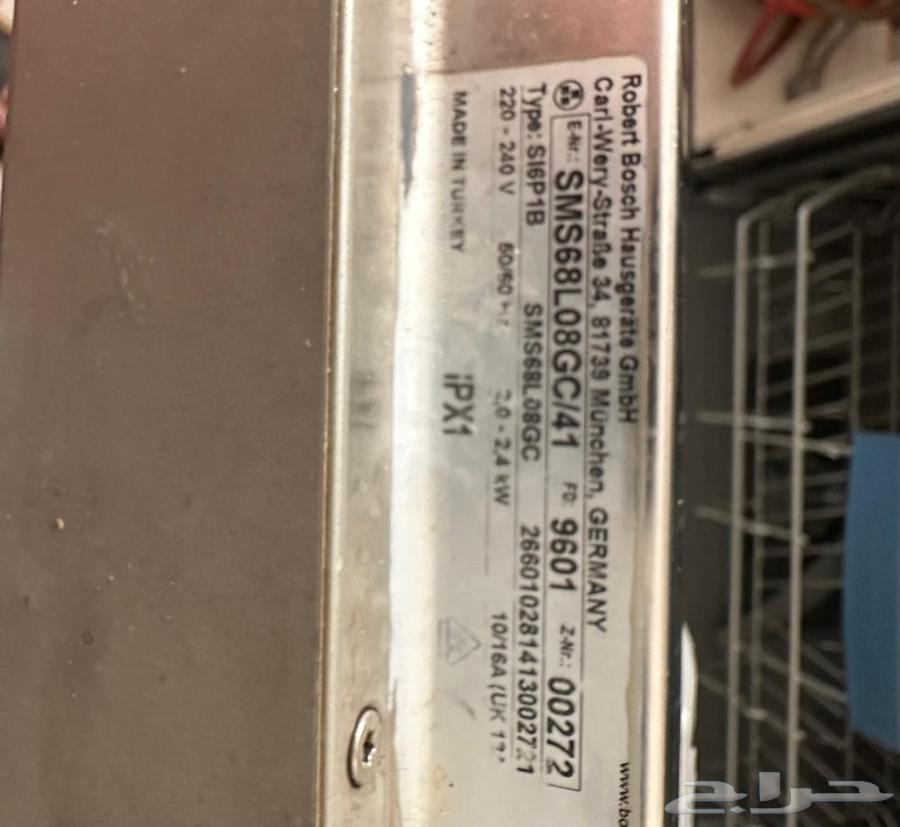 Robert Bosch Hausgeräte GmbH
Carl-Wery-Straße 34, 81739 München, GERMANY
E-Nr.: SMS68L08GC/41 FD: 9601 Z-Nr.: 00272
Type: SI6P1B SMS68L08GC 266010281413002721
220 - 240 V 50/60 Hz 2,0 - 2,4 kW 10/16A (UK
MADE IN TURKEY iPX1
حراج